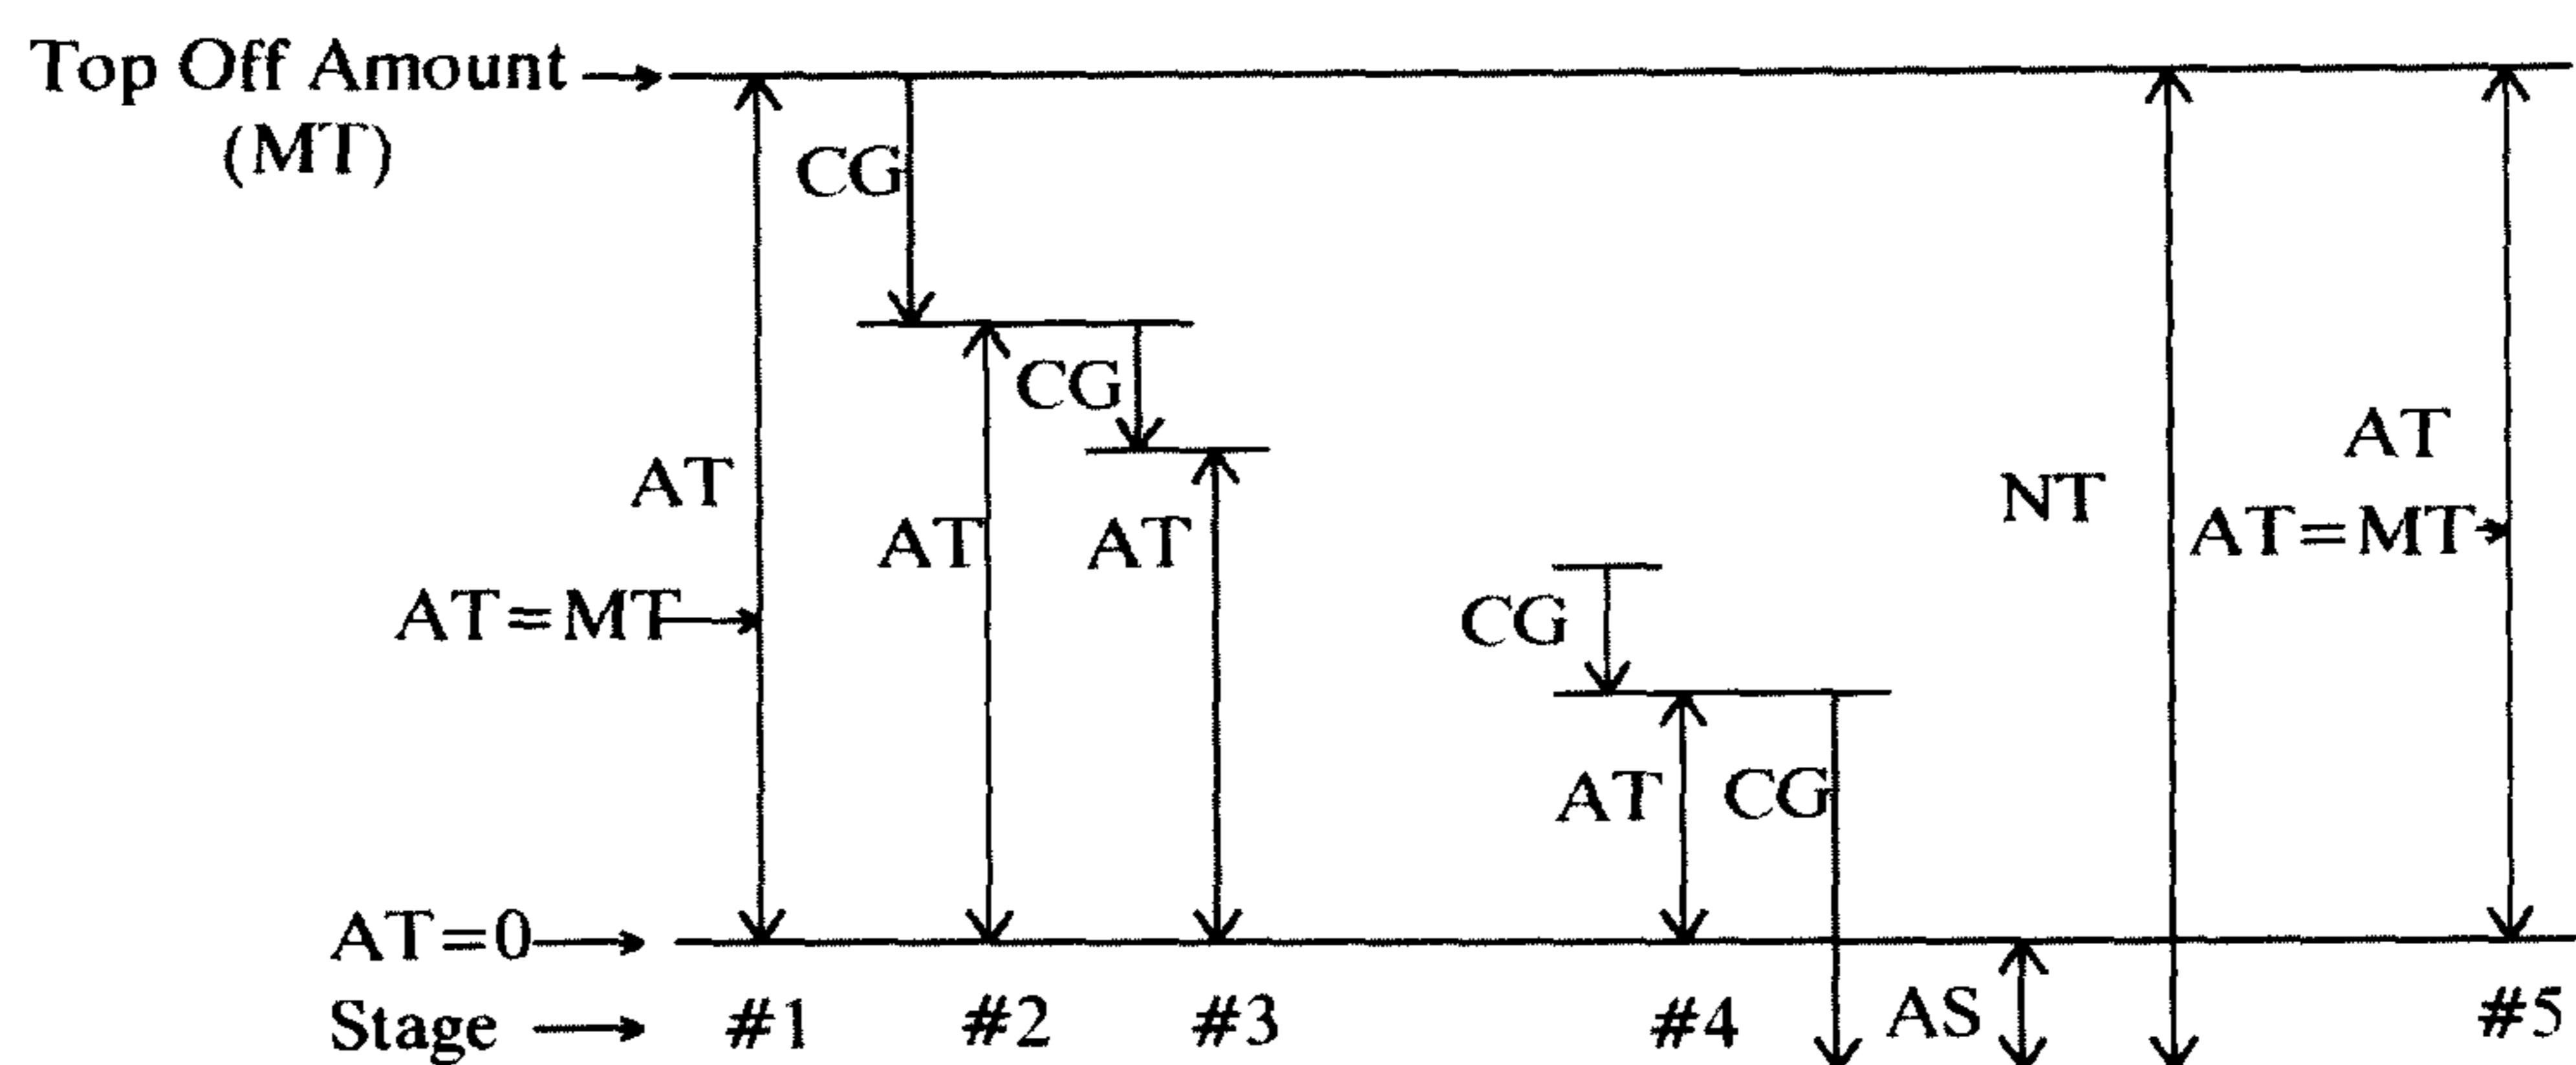 Top Off Amount
(MT)
CG
CG
AT
AT
AT
AT=MT
CG
AT
CG
NT
AT
AT=MT
AT=0
Stage
#1
#2
#3
#4
AS
#5